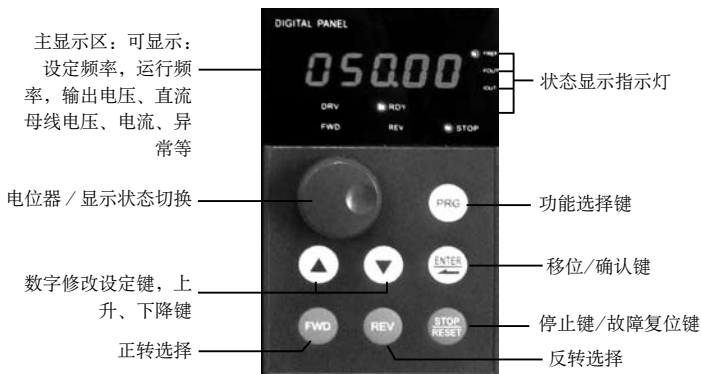 DIGITAL PANEL
主显示区：可显示：
设定频率，运行频
率，输出电压、直流
母线电压、电流、异
常等
050.00
FOUT
IOUT
状态显示指示灯
DRV
RDY
FWD
REV
STOP
电位器／显示状态切换
PRG
功能选择键
ENTER
移位/确认键
数字修改设定键，上
升、下降键
FWD
REV
STOP
RESET
停止键/故障复位键
正转选择
反转选择